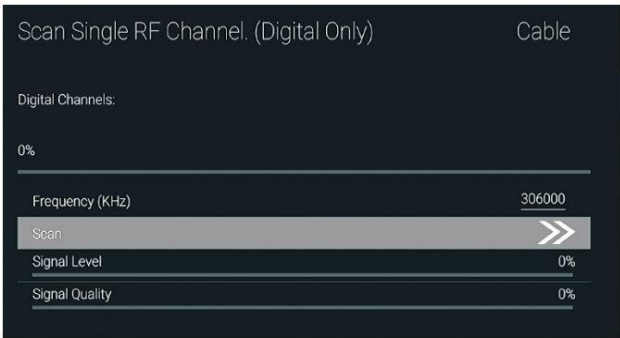 Scan Single RF Channel. (Digital Only) Cable
Digital Channels:
0%
Frequency (KHz) 306000
Scan
Signal Level 0%
Signal Quality 0%